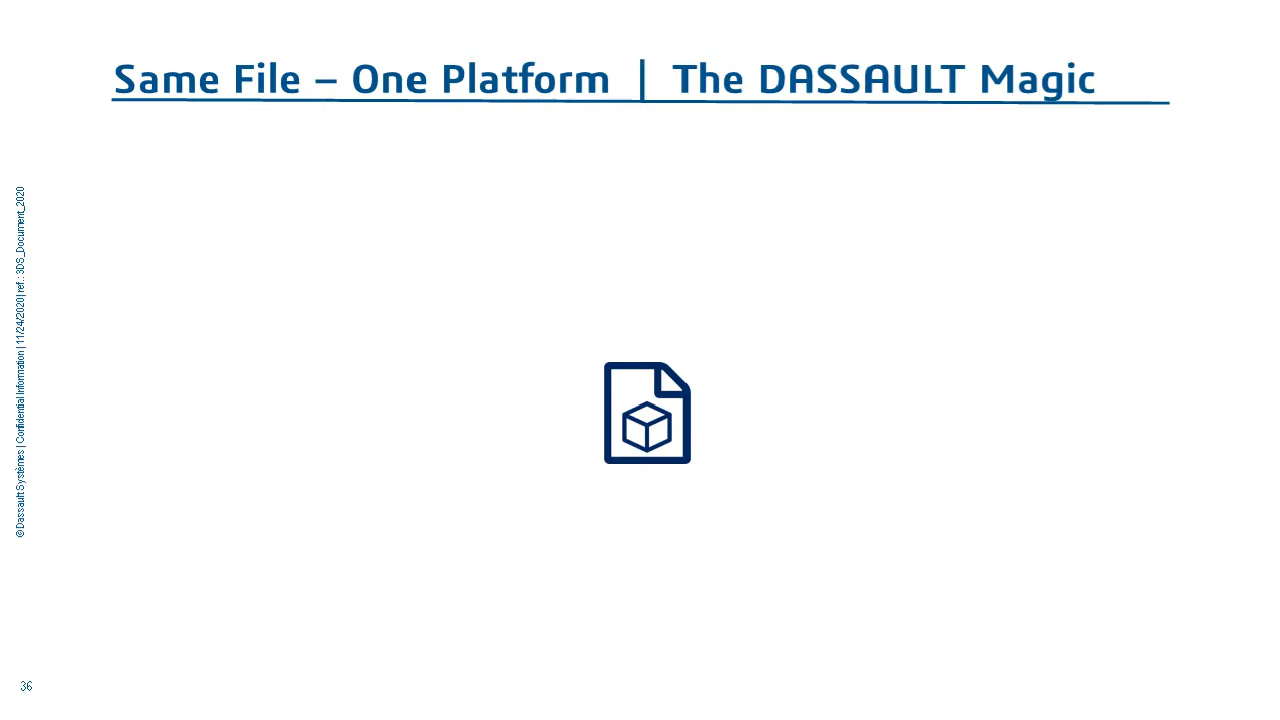 Same File – One Platform | The DASSAULT Magic
© Dassault Systèmes | Confidential Information | 11/24/2020 | ref.: 3DS_Document_2020
36